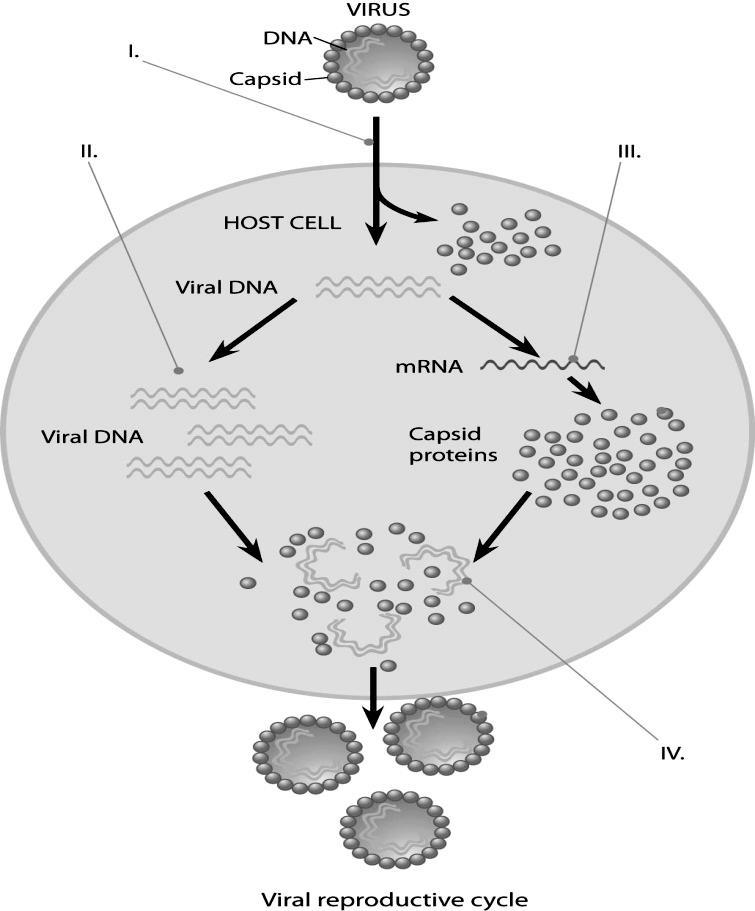 VIRUS
DNA
I.
Capsid
II.
III.
HOST CELL
Viral DNA
mRNA
Viral DNA
Capsid
proteins
IV.
Viral reproductive cycle